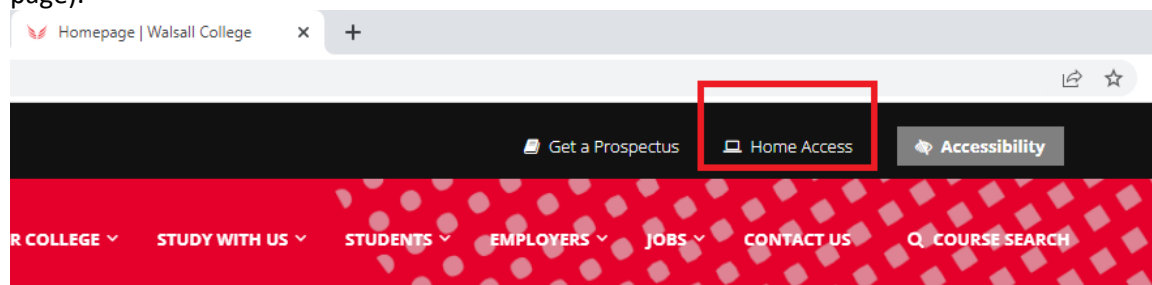 page).
Homepage | Walsall College
Get a Prospectus Home Access Accessibility
R COLLEGE STUDY WITH US STUDENTS EMPLOYERS JOBS CONTACT US COURSE SEARCH